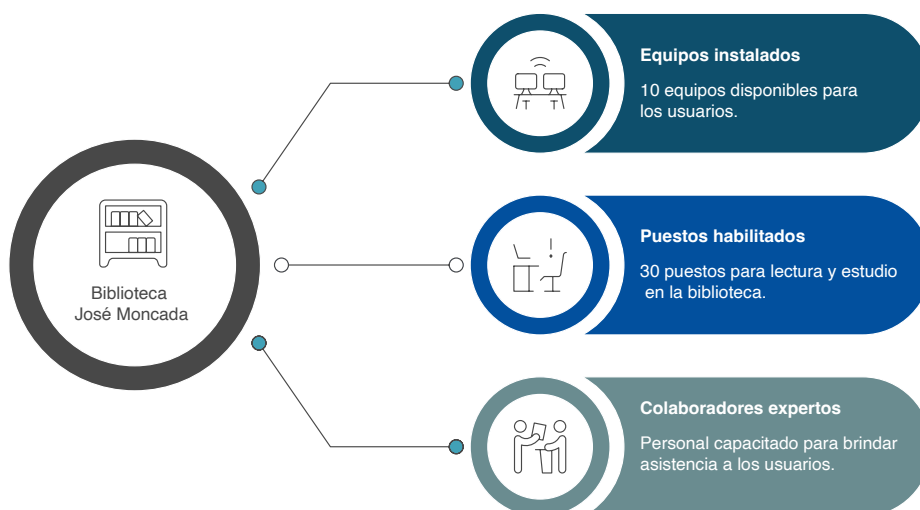 Biblioteca
José Moncada
Equipos instalados
10 equipos disponibles para
los usuarios.
Puestos habilitados
30 puestos para lectura y estudio
en la biblioteca.
Colaboradores expertos
Personal capacitado para brindar
asistencia a los usuarios.